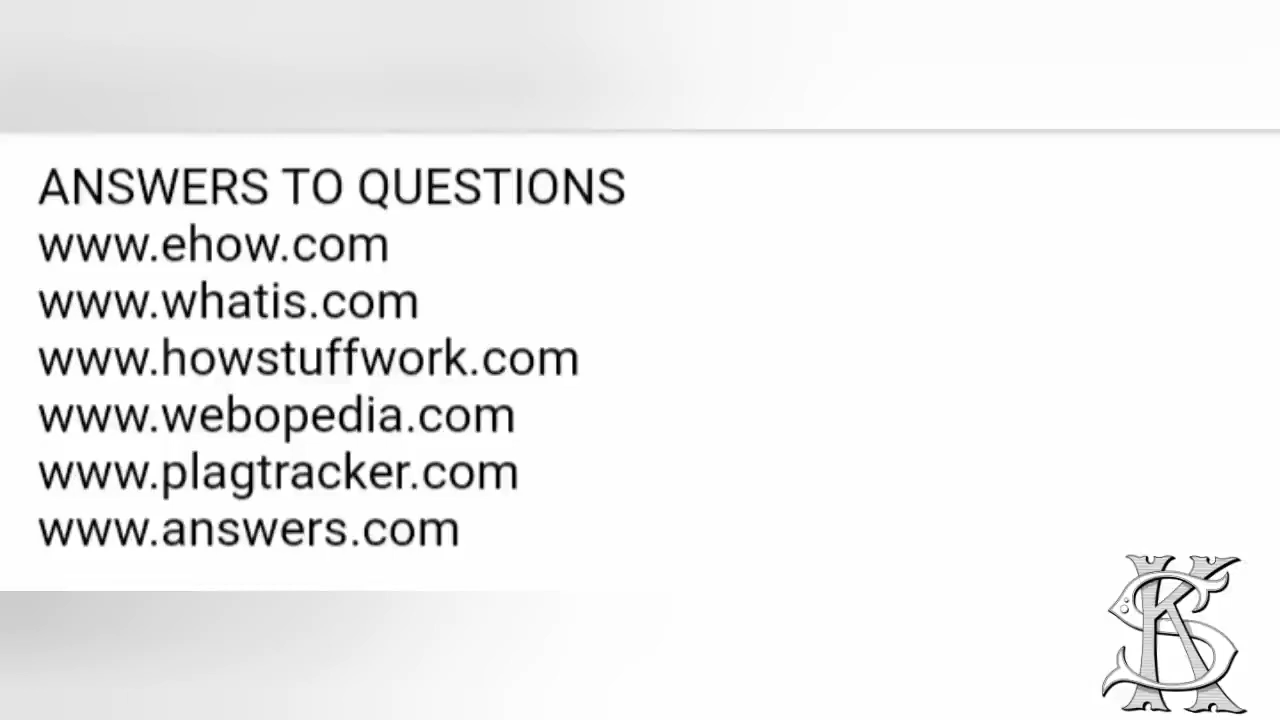 ANSWERS TO QUESTIONS
www.ehow.com
www.whatis.com
www.howstuffwork.com
www.webopedia.com
www.plagtracker.com
www.answers.com